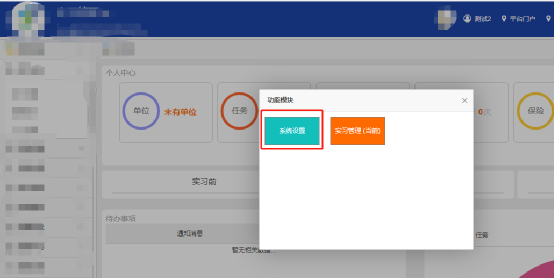 测试2
平台门户
个人中心
单位
未有单位
任务
0次
保险
功能模块
系统设置
实习管理 (当前)
实习前
待办事项
通知消息
任务
暂无相关数据...